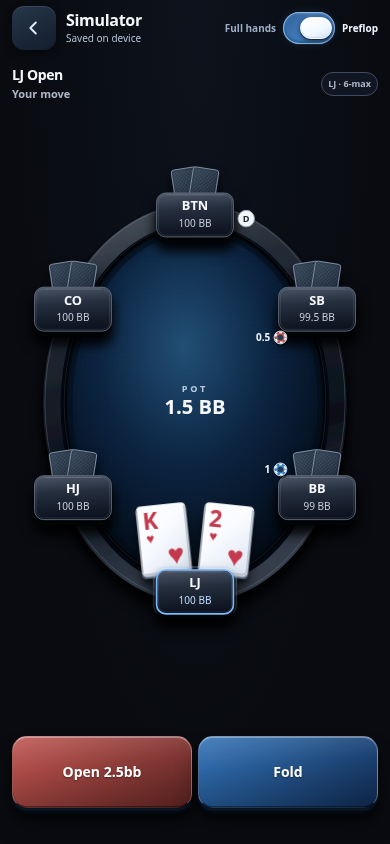 Simulator
Saved on device
Full hands
Preflop
LJ Open
Your move
LJ · 6-max
BTN
100 BB
D
CO
100 BB
SB
99.5 BB
0.5
POT
1.5 BB
HJ
100 BB
1
BB
99 BB
K
2
LJ
100 BB
Open 2.5bb
Fold